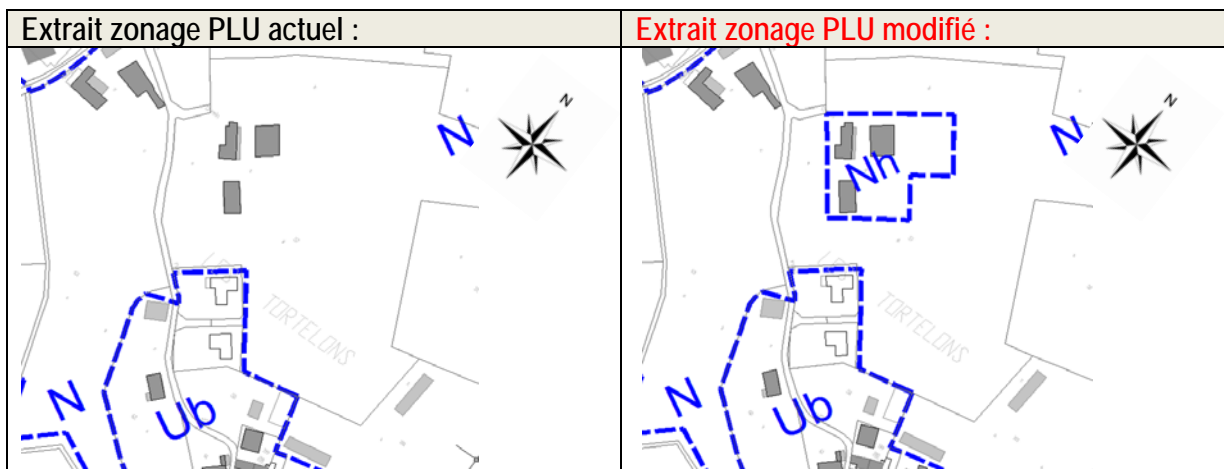 Extrait zonage PLU actuel :
Extrait zonage PLU modifié :
N
N
LES
TORTELONS
N
Ub
N
N
Nh
LES
TORTELONS
N
Ub